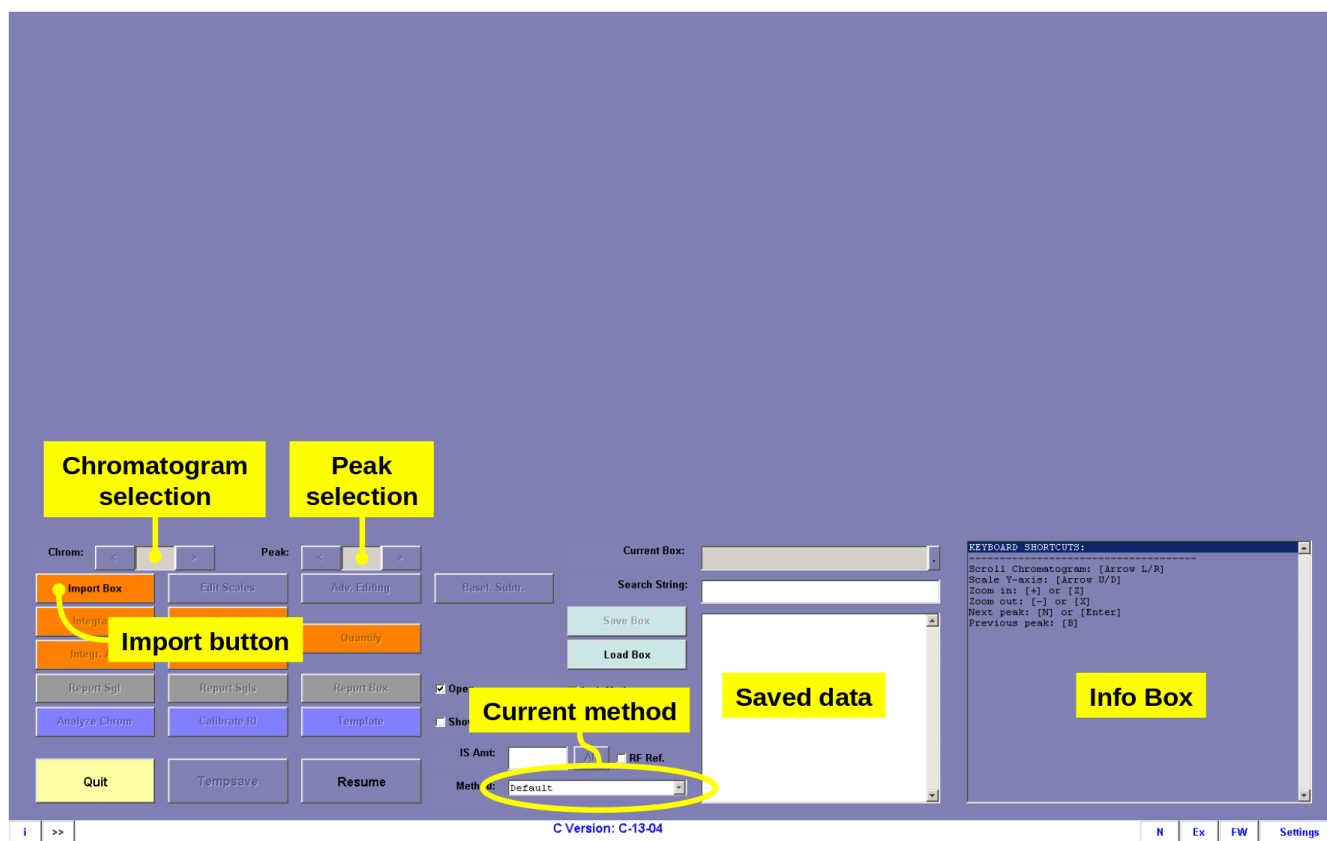 Chromatogram
selection
Peak
selection
Chrom:
<
>
Peak:
<
>
Current Box:
.
Import Box
Edit Scales
Adv. Editing
Basel. Subtr.
Search String:
Import button
Quantify
Save Box
Load Box
Report Sgl
Report Sgls
Report Box
Analyze Chrom
Calibrate RI
Template
Current method
IS Amt:
RF Ref.
Quit
Tempsave
Resume
Method:
Default
Saved data
KEYBOARD SHORTCUTS:
Scroll Chromatogram: [Arrow L/R]
Scale Y-axis: [Arrow U/D]
Zoom in: [+] or [Z]
Zoom out: [-] or [X]
Next peak: [N] or [Enter]
Previous peak: [B]
Info Box
i
>>
C Version: C-13-04
N
Ex
FW
Settings